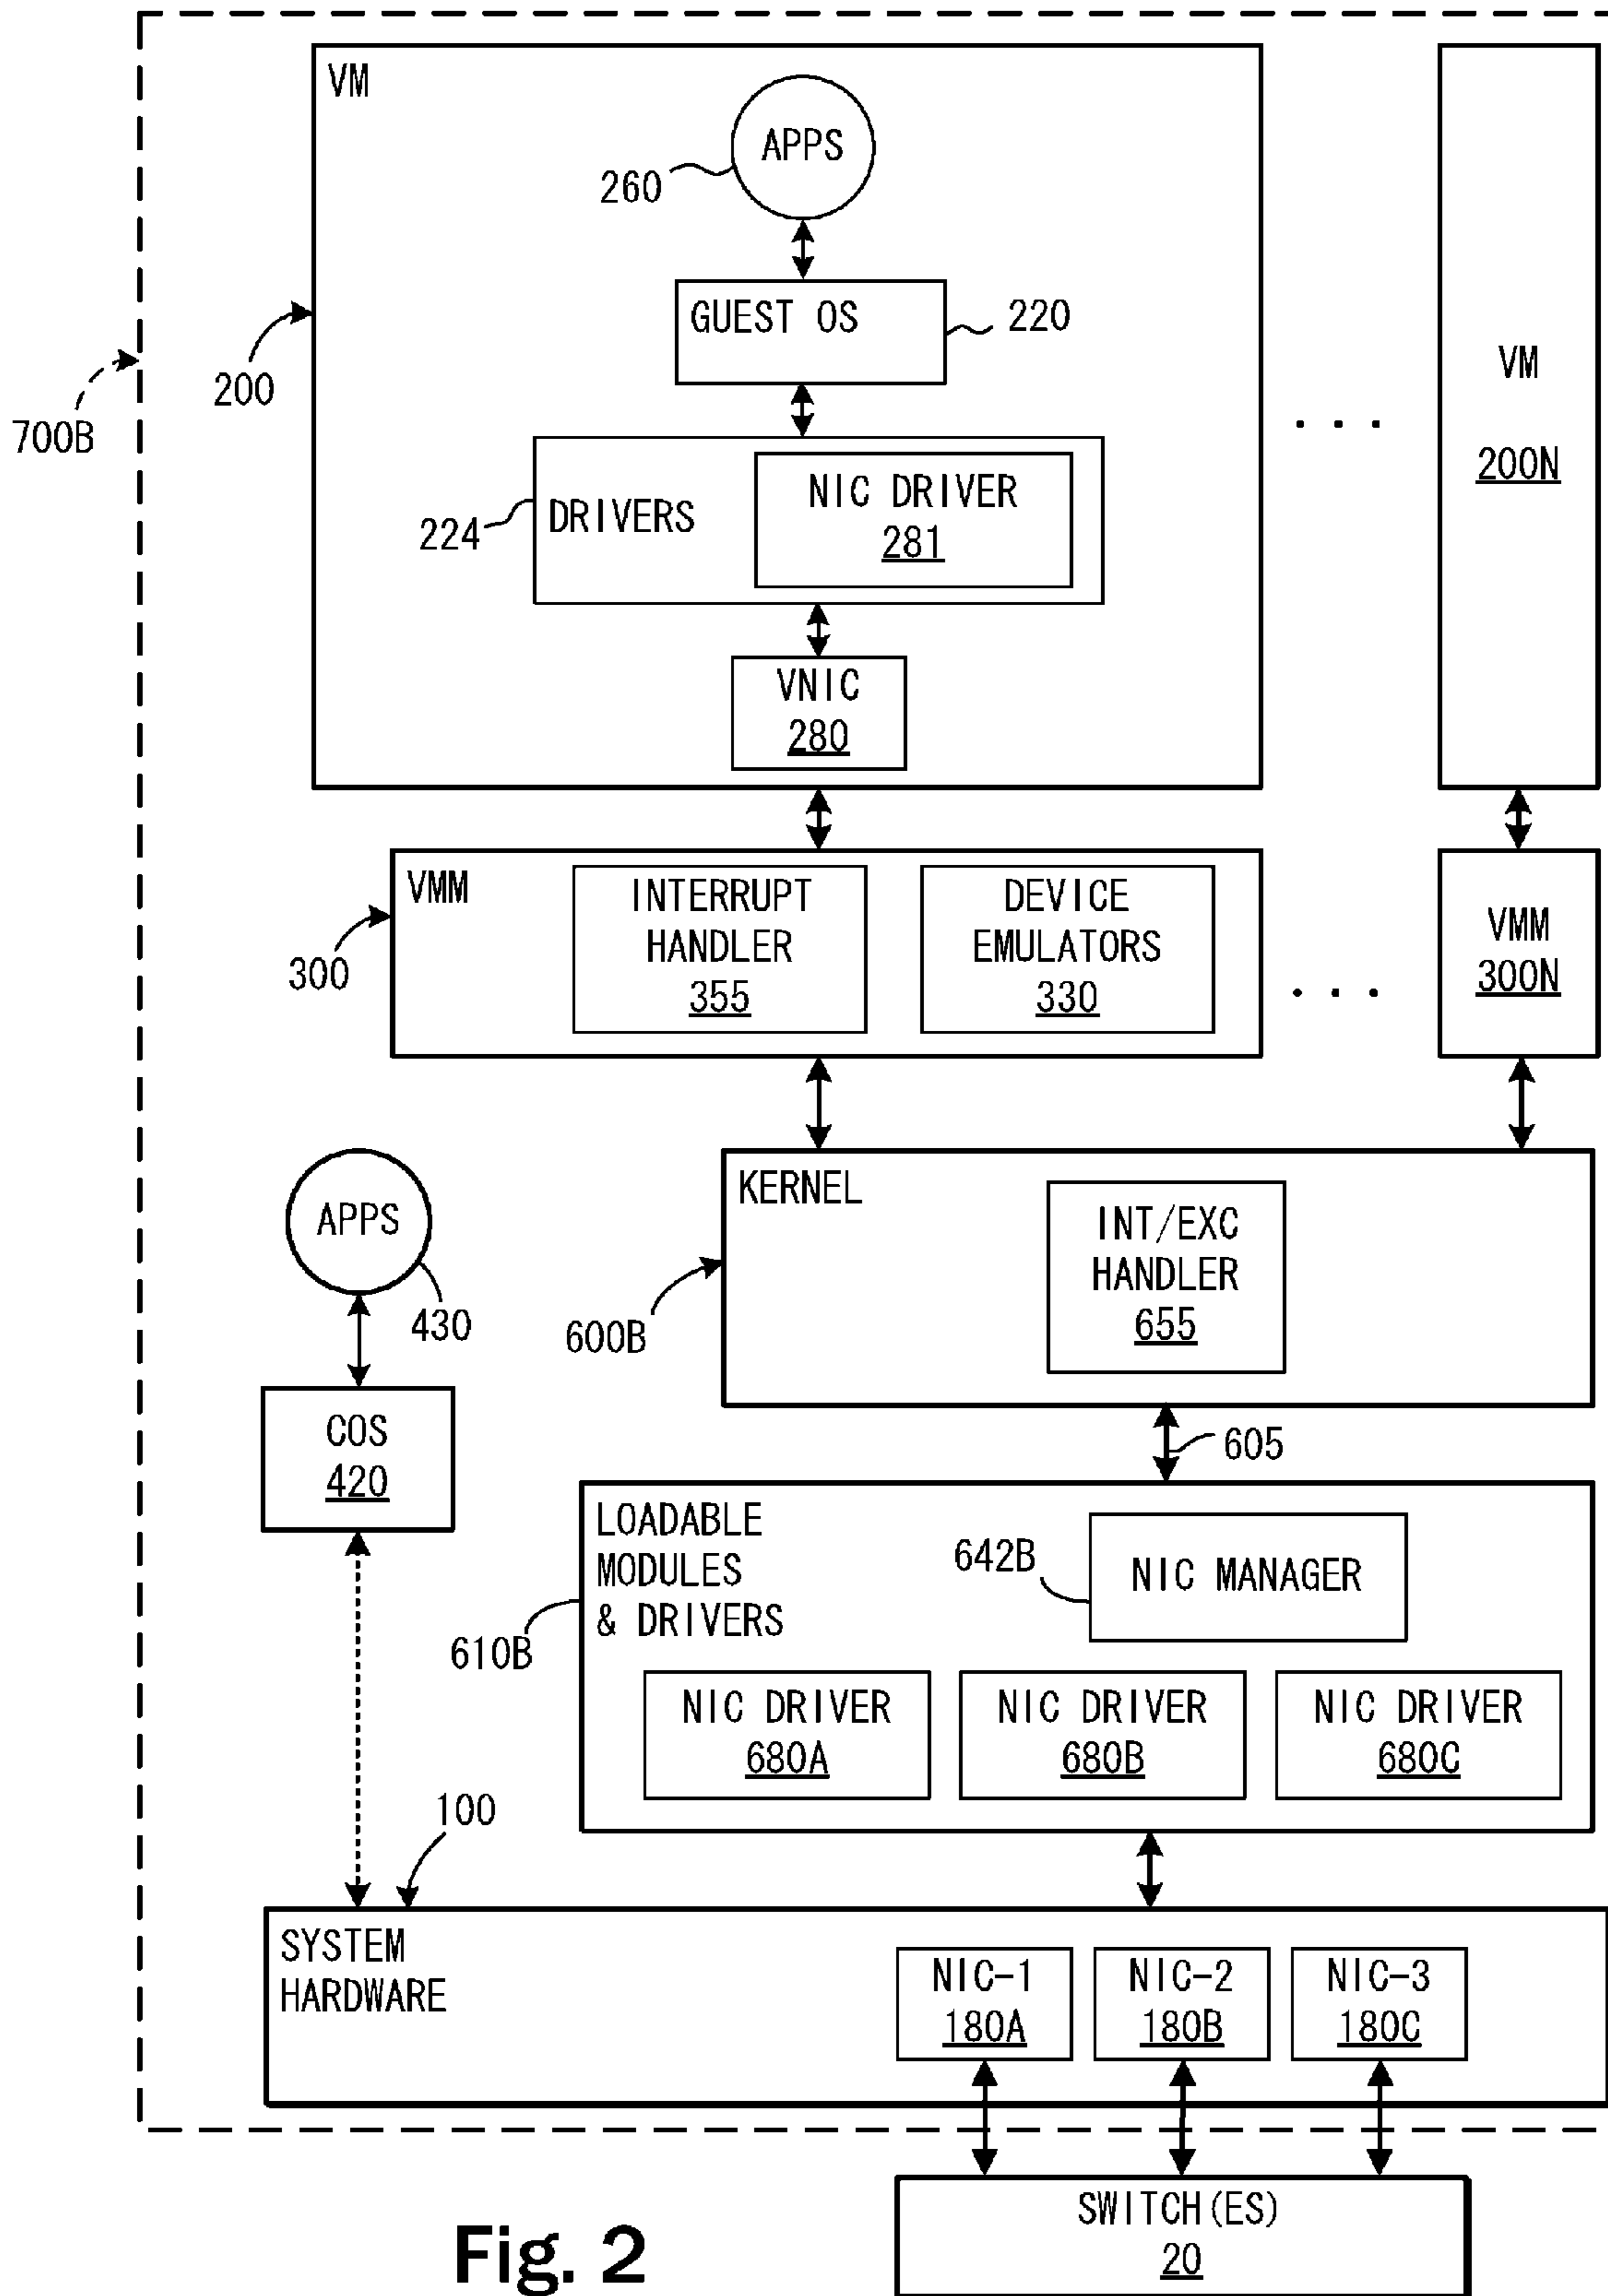 VM
APPS
260
GUEST OS
220
200
700B
VM
200N
. . .
DRIVERS
224
NIC DRIVER
281
VNIC
280
VMM
300
INTERRUPT
HANDLER
355
DEVICE
EMULATORS
330
. . .
VMM
300N
APPS
430
KERNEL
600B
INT/EXC
HANDLER
655
COS
420
605
LOADABLE
MODULES
& DRIVERS
610B
642B
NIC MANAGER
NIC DRIVER
680A
NIC DRIVER
680B
NIC DRIVER
680C
100
SYSTEM
HARDWARE
NIC-1
180A
NIC-2
180B
NIC-3
180C
SWITCH(ES)
20
Fig. 2